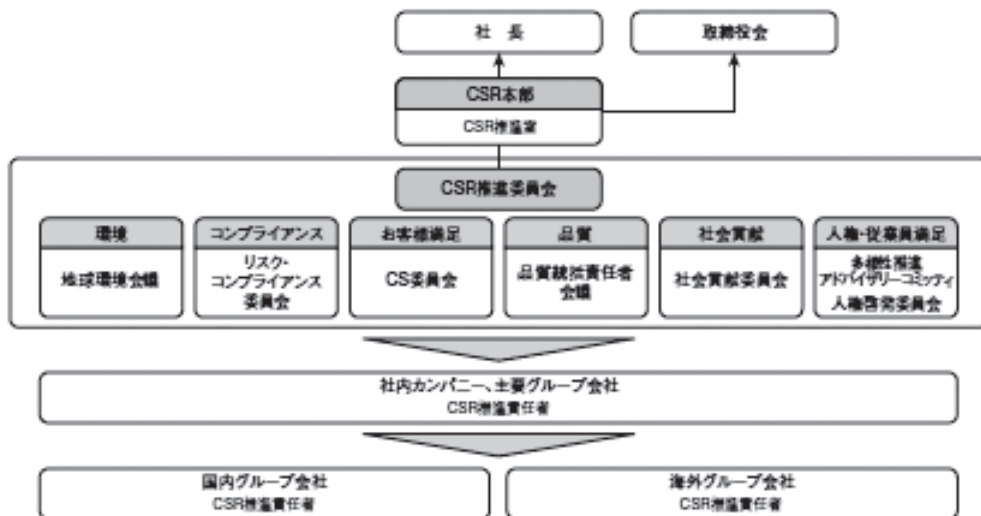 社 長
取締役会
CSR本部
CSR推進室
CSR推進委員会
環境
地球環境会議
コンプライアンス
リスク・
コンプライアンス
委員会
お客様満足
CS委員会
品質
品質統括責任者
会議
社会貢献
社会貢献委員会
人権・従業員満足
多様性推進
アドバイザリーコミッティ
人権啓発委員会
社内カンパニー、主要グループ会社
CSR推進責任者
国内グループ会社
CSR推進責任者
海外グループ会社
CSR推進責任者